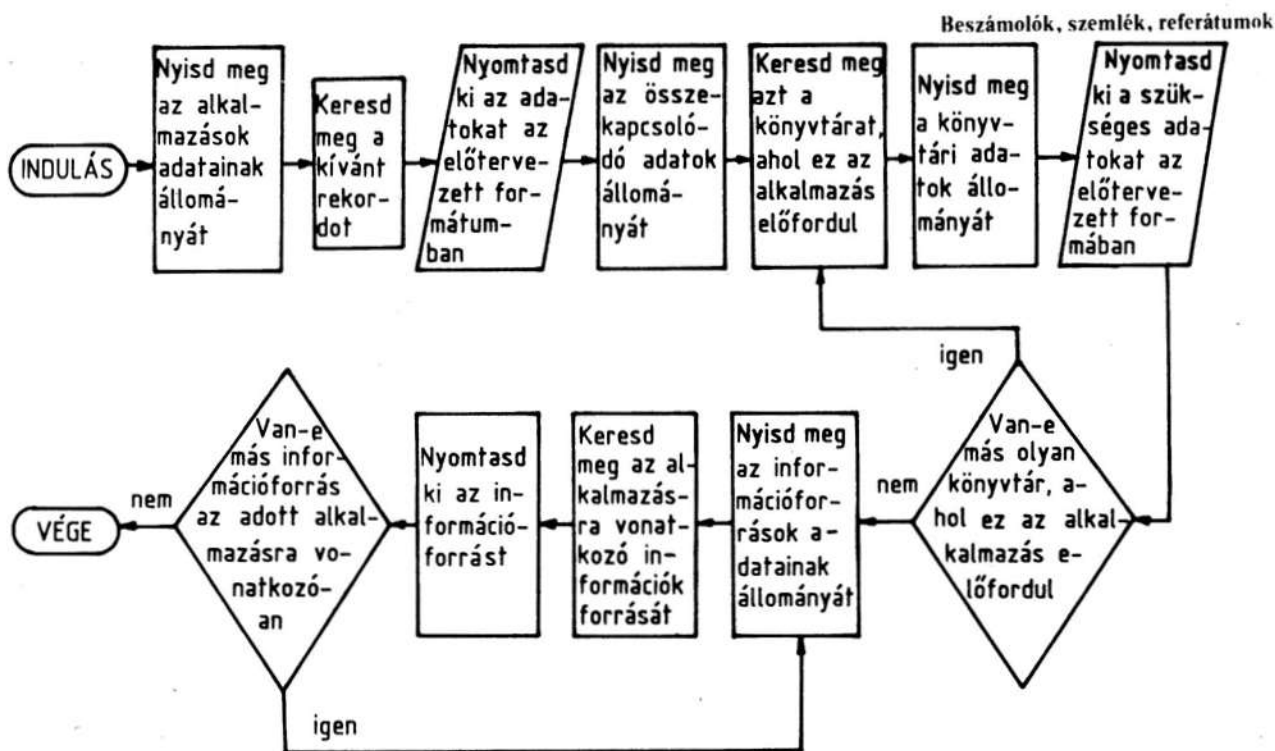 Beszámolók, szemlék, referátumok
INDULÁS
Nyisd meg
az alkal-
mazások
adatainak
állomá-
nyát
Keresd
meg a
kívánt
rekor-
dot
Nyomtasd
ki az ada-
tokat az
előterve-
zett for-
mátum-
ban
Nyisd meg
az össze-
kapcsoló-
dó adatok
állomá-
nyát
Keresd meg
azt a
könyvtárat,
ahol ez az
alkalmazás
előfordul
Nyisd meg
a könyv-
tári ada-
tok állo-
mányát
Nyomtasd
ki a szük-
séges ada-
tokat az
előterve-
zett for-
mában
igen
Van-e
más olyan
könyvtár, a-
hol ez az alkal-
kalmazás e-
lőfordul
nem
Nyisd meg
az infor-
mációfor-
rások a-
datainak
állományát
Keresd
meg az al-
kalmazás-
ra vonat-
kozó in-
formációk
forrását
Nyomtasd
ki az in-
formáció-
forrást
Van-e
más infor-
mációforrás
az adott alkal-
mazásra vo-
natkozó-
an
nem
VÉGE
igen